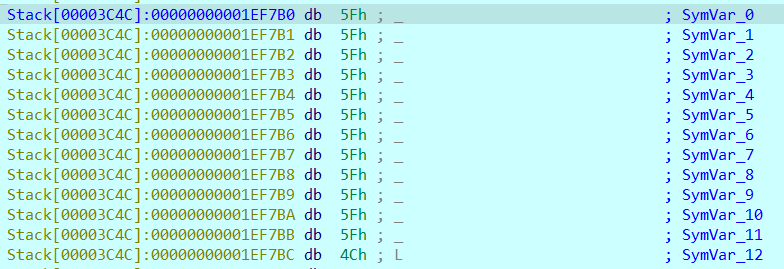 Stack[00003C4C]:00000000001EF7B0 db 5Fh ; _ ; SymVar_0
Stack[00003C4C]:00000000001EF7B1 db 5Fh ; _ ; SymVar_1
Stack[00003C4C]:00000000001EF7B2 db 5Fh ; _ ; SymVar_2
Stack[00003C4C]:00000000001EF7B3 db 5Fh ; _ ; SymVar_3
Stack[00003C4C]:00000000001EF7B4 db 5Fh ; _ ; SymVar_4
Stack[00003C4C]:00000000001EF7B5 db 5Fh ; _ ; SymVar_5
Stack[00003C4C]:00000000001EF7B6 db 5Fh ; _ ; SymVar_6
Stack[00003C4C]:00000000001EF7B7 db 5Fh ; _ ; SymVar_7
Stack[00003C4C]:00000000001EF7B8 db 5Fh ; _ ; SymVar_8
Stack[00003C4C]:00000000001EF7B9 db 5Fh ; _ ; SymVar_9
Stack[00003C4C]:00000000001EF7BA db 5Fh ; _ ; SymVar_10
Stack[00003C4C]:00000000001EF7BB db 5Fh ; _ ; SymVar_11
Stack[00003C4C]:00000000001EF7BC db 4Ch ; L ; SymVar_12